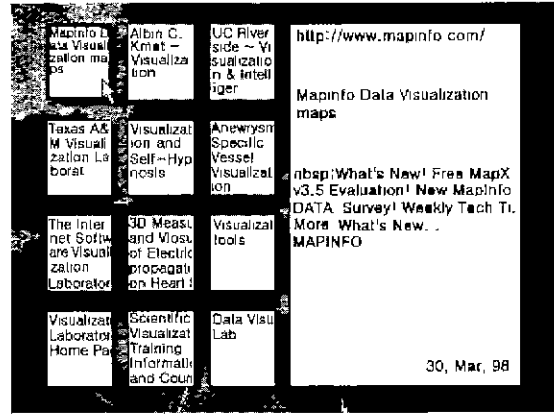 Mapinfo D
ata Visuali
zation ma
ps
Albin C.
Kmat ~
Visualiza
tion
UC River
side ~ Vi
sualizatio
n & Intell
iger
Texas A&
M Visuali
zation La
borat
Visualizat
ion and
Self-Hyp
nosis
Anewrysm
Specific
Vessel
Visualizat
ion
The Inter
net Softw
are Visuali
zation
Laborator
3D Measu
and Visu
of Electric
propagati
on Heart
Visualizat
tools
Visualizat
Laborator
Home Pa
Scientific
Visualizat
Training
Informati
and Coun
Data Visu
Lab
http://www.mapinfo.com/
Mapinfo Data Visualization
maps
nbsp;What's New! Free MapX
v3.5 Evaluation! New MapInfo
DATA Survey! Weekly Tech Ti.
More What's New...
MAPINFO
30, Mar, 98